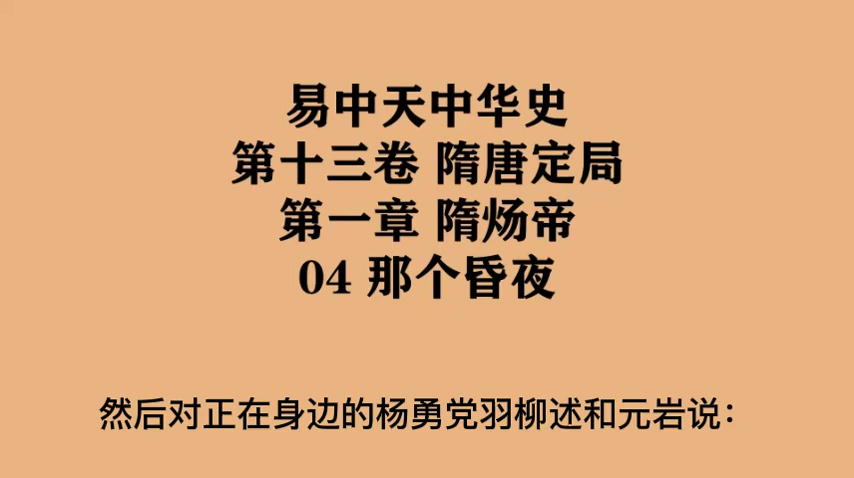 易中天中华史
第十三卷 隋唐定局
第一章 隋炀帝
04 那个昏夜
然后对正在身边的杨勇党羽柳述和元岩说：